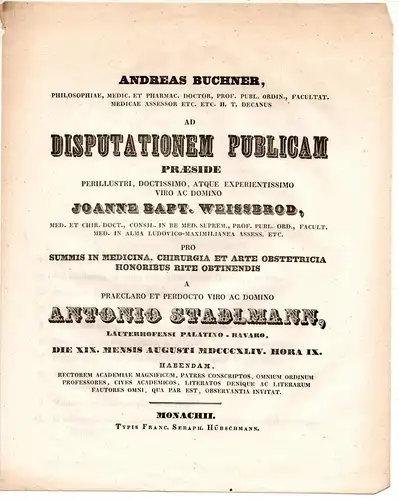 ANDREAS BUCHNER,
PHILOSOPHIAE, MEDIC. ET PHARMAC. DOCTOR, PROF. PUBL. ORDIN., FACULTAT.
MEDICAE ASSESSOR ETC. ETC. H. T. DECANUS
AD
DISPUTATIONEM PUBLICAM
PRÆSIDE
PERILLUSTRI, DOCTISSIMO, ATQUE EXPERIENTISSIMO
VIRO AC DOMINO
JOANNE BAPT. WEISSBROD,
MED. ET CHIR. DOCT., CONSIL. IN RE MED. SUPREM., PROF. PUBL. ORD., FACULT.
MED. IN ALMA LUDOVICO-MAXIMILIANEA ASSESS. ETC.
PRO
SUMMIS IN MEDICINA, CHIRURGIA ET ARTE OBSTETRICIA
HONORIBUS RITE OBTINENDIS
A
PRAECLARO ET PERDOCTO VIRO AC DOMINO
ANTONIO STADLMANN,
LAUTERHOFENSI PALATINO-BAVARO,
DIE XIX. MENSIS AUGUSTI MDCCCXLIV. HORA IX.
HABENDAM,
RECTOREM ACADEMIAE MAGNIFICUM, PATRES CONSCRIPTOS, OMNIUM ORDINUM
PROFESSORES, CIVES ACADEMICOS, LITERATOS DENIQUE AC LITERARUM
FAUTORES OMNI, QUA PAR EST, OBSERVANTIA INVITAT.
MONACHII.
TYPIS FRANC. SERAPH. HÜBSCHMANN.